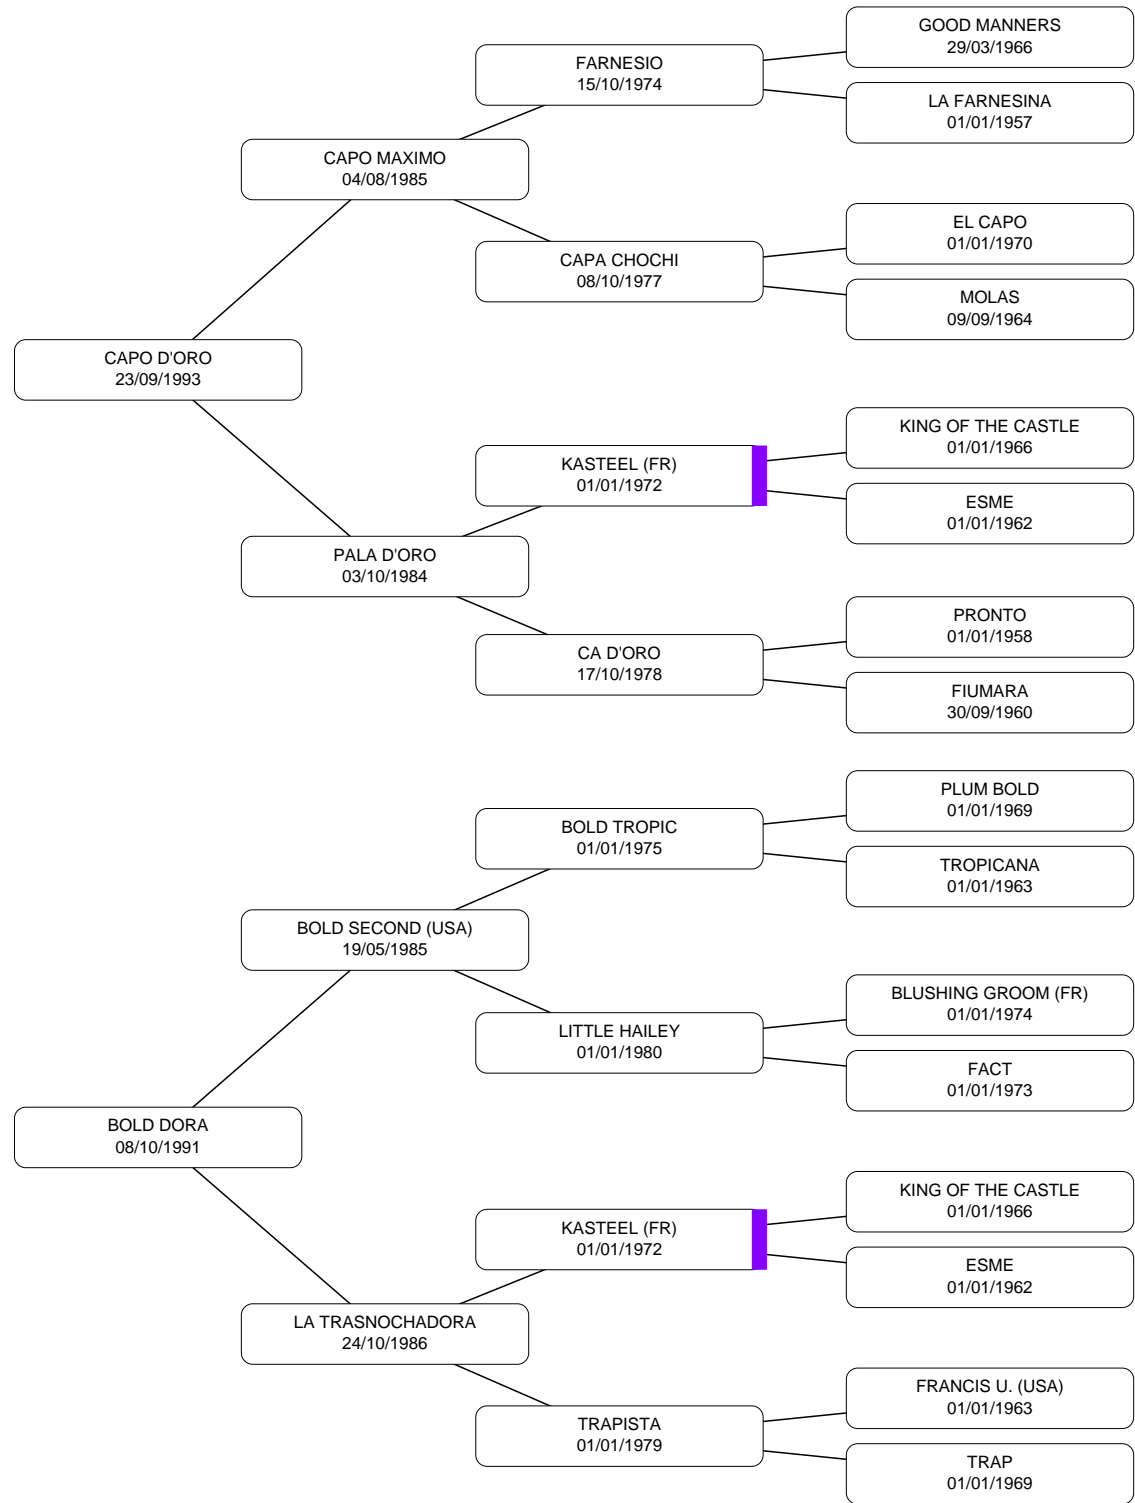 GOOD MANNERS
29/03/1966
FARNESIO
15/10/1974
LA FARNESINA
01/01/1957
CAPO MAXIMO
04/08/1985
EL CAPO
01/01/1970
CAPA CHOCHI
08/10/1977
MOLAS
09/09/1964
CAPO D'ORO
23/09/1993
KING OF THE CASTLE
01/01/1966
KASTEEL (FR)
01/01/1972
ESME
01/01/1962
PALA D'ORO
03/10/1984
PRONTO
01/01/1958
CA D'ORO
17/10/1978
FIUMARA
30/09/1960
PLUM BOLD
01/01/1969
BOLD TROPIC
01/01/1975
TROPICANA
01/01/1963
BOLD SECOND (USA)
19/05/1985
BLUSHING GROOM (FR)
01/01/1974
LITTLE HAILEY
01/01/1980
FACT
01/01/1973
BOLD DORA
08/10/1991
KING OF THE CASTLE
01/01/1966
KASTEEL (FR)
01/01/1972
ESME
01/01/1962
LA TRASNOCHADORA
24/10/1986
FRANCIS U. (USA)
01/01/1963
TRAPISTA
01/01/1979
TRAP
01/01/1969